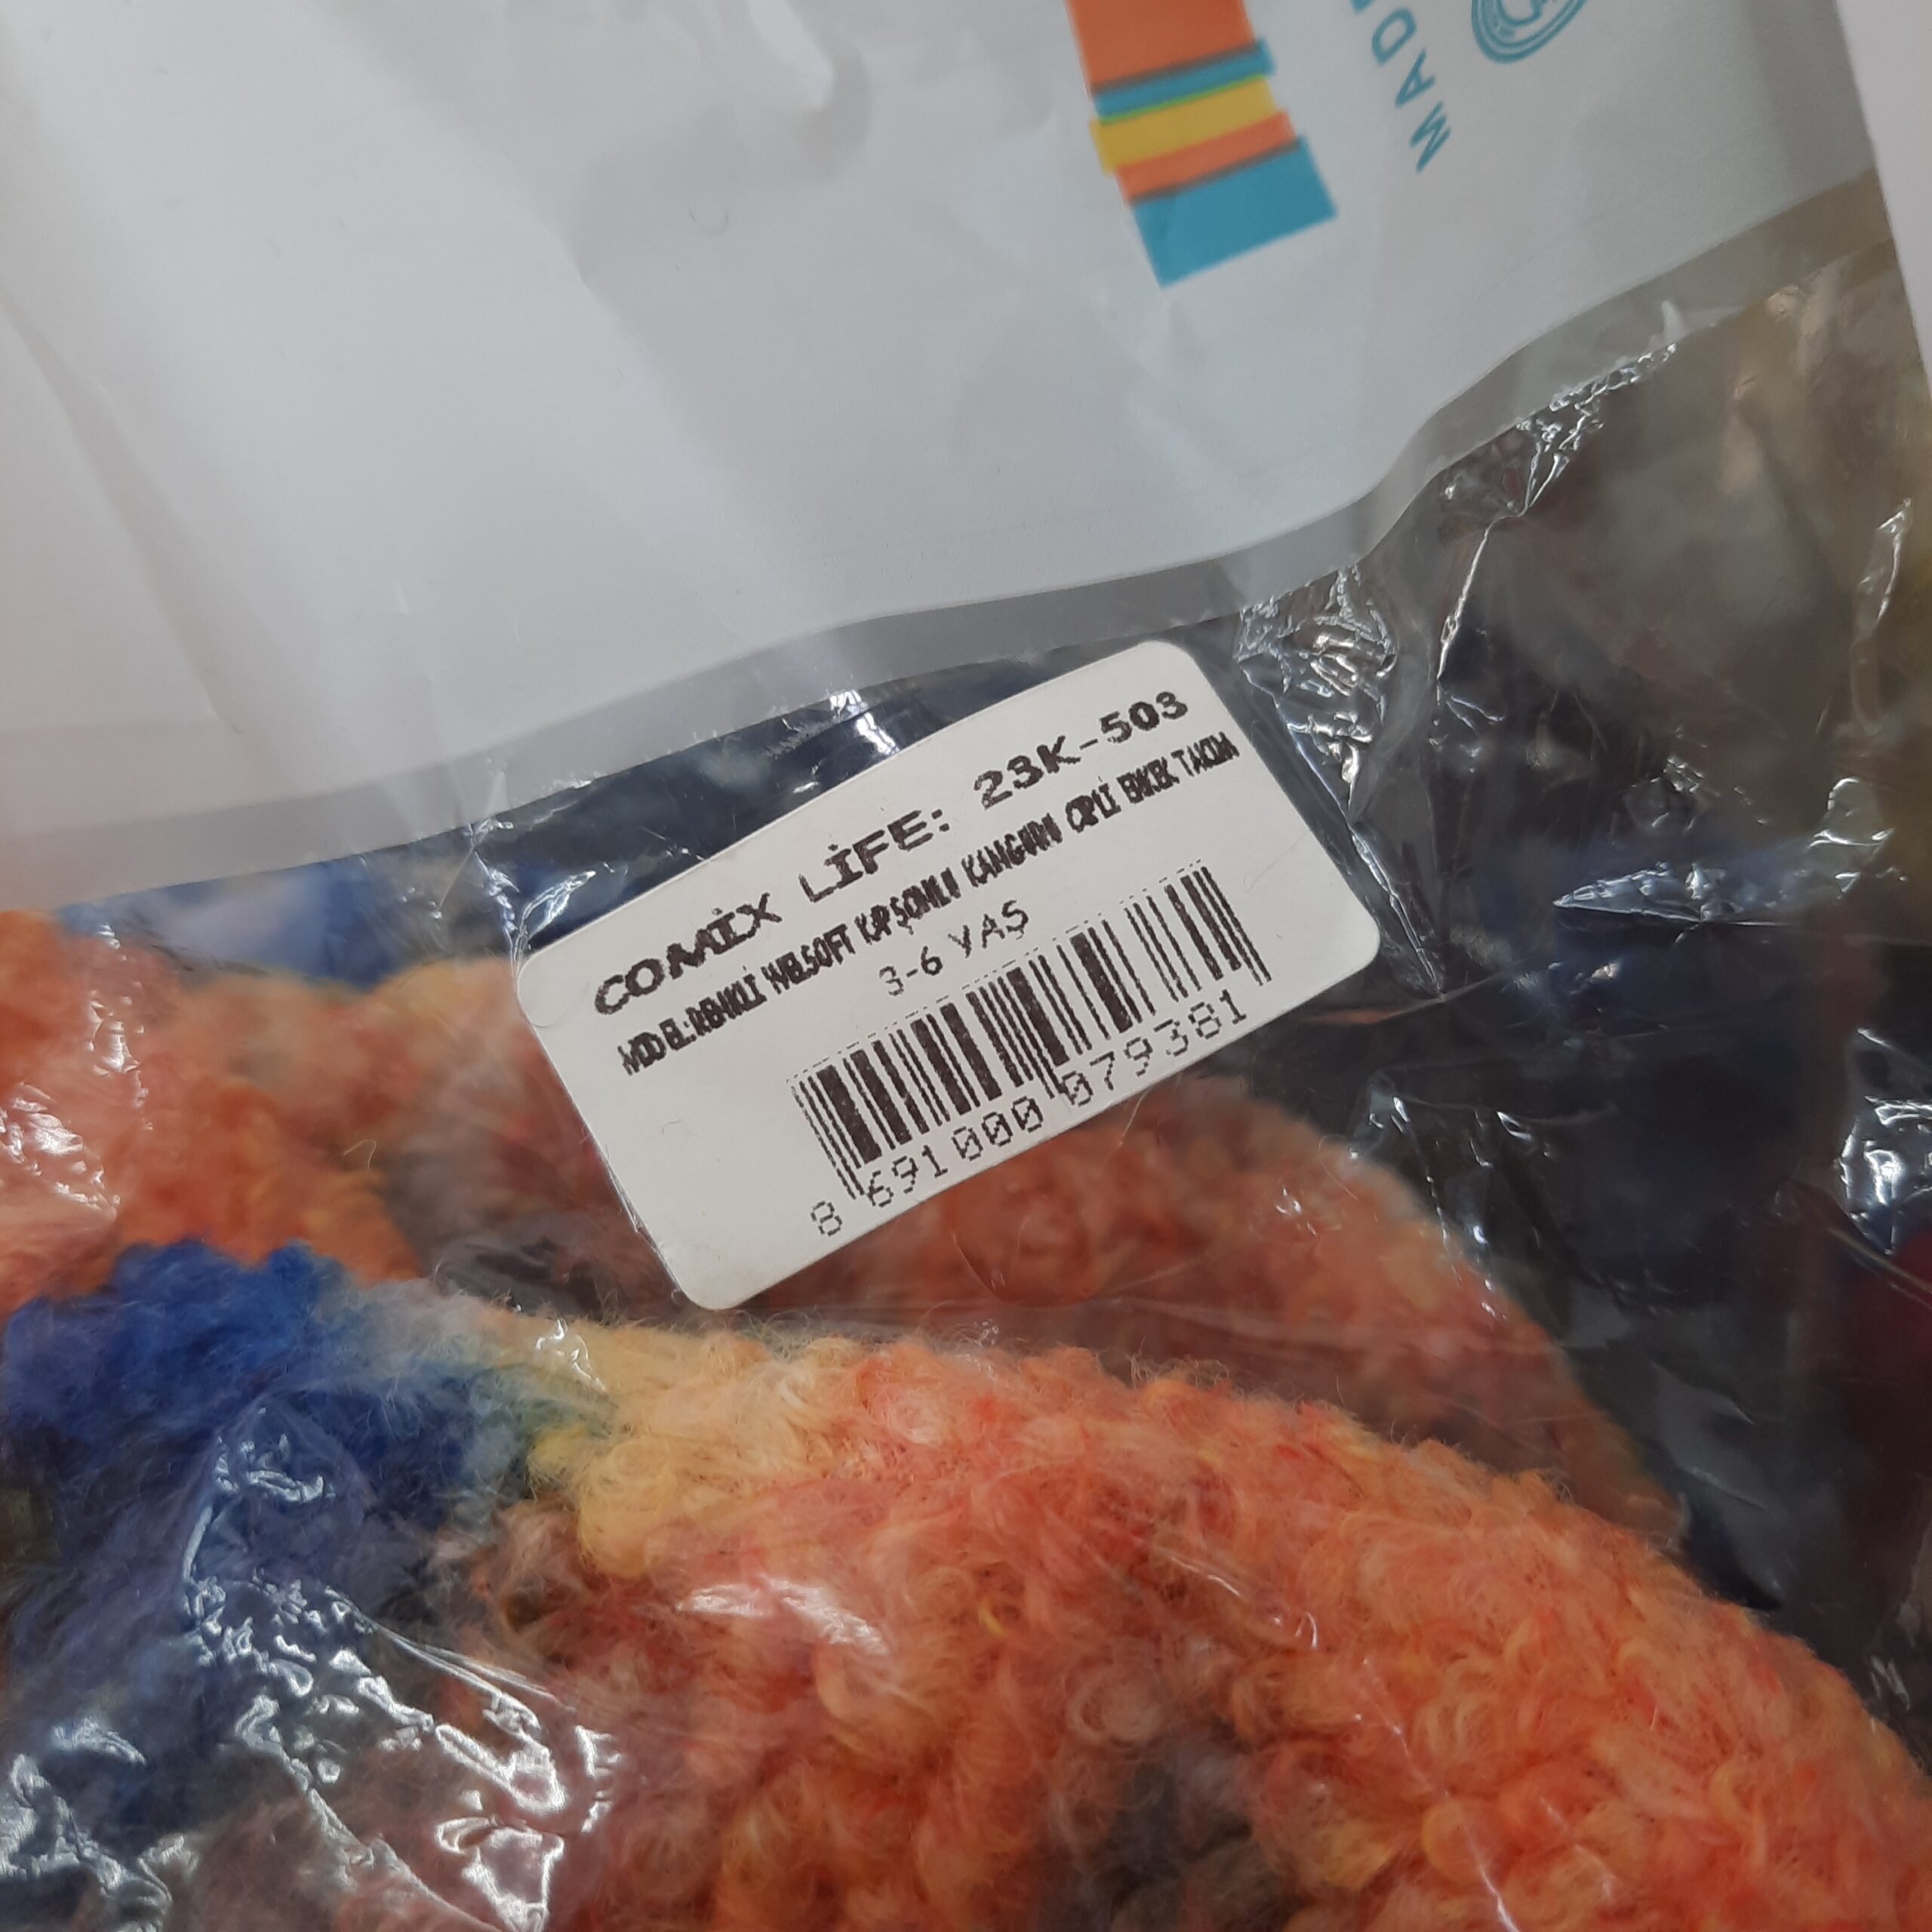 MADE
COMİX LİFE: 23K-503
MODEL:RENKLİ WELSOFT KAPŞONLU KANGURU CEPLİ ERKEK TAKIM
3-6 YAŞ
8 691000 079381